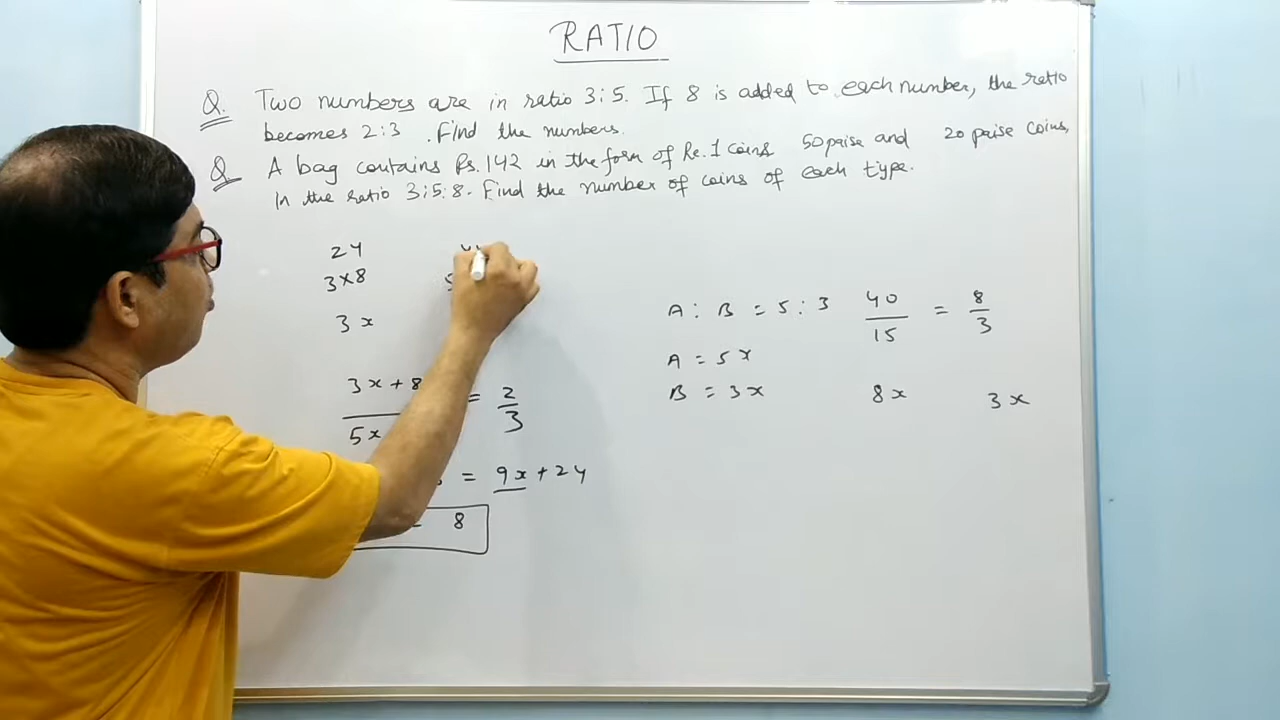 RATIO
Q. Two numbers are in ratio 3:5. If 8 is added to each number, the ratio
becomes 2:3. Find the numbers.
Q. A bag contains Rs. 142 in the form of Re. 1 coins 50 paise and 20 paise coins,
in the ratio 3:5:8. Find the number of coins of each type.
24
3×8
3x
3x+8
5x
= 2/3
= 9x+24
8
A : B = 5 : 3 40/15 = 8/3
A = 5x
B = 3x 8x 3x